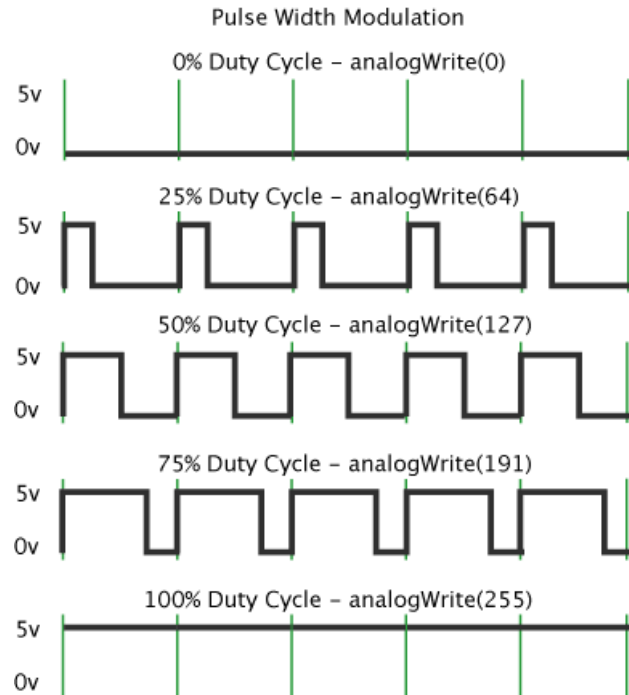 Pulse Width Modulation
0% Duty Cycle – analogWrite(0)
5v
0v
25% Duty Cycle – analogWrite(64)
5v
0v
50% Duty Cycle – analogWrite(127)
5v
0v
75% Duty Cycle – analogWrite(191)
5v
0v
100% Duty Cycle – analogWrite(255)
5v
0v